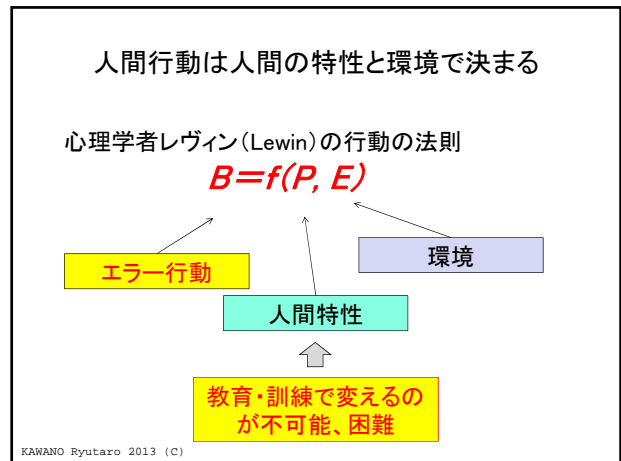 人間行動は人間の特性と環境で決まる
心理学者レヴィン(Lewin)の行動の法則
B=f(P, E)
エラー行動
環境
人間特性
教育・訓練で変えるの
が不可能、困難
KAWANO Ryutaro 2013 (C)